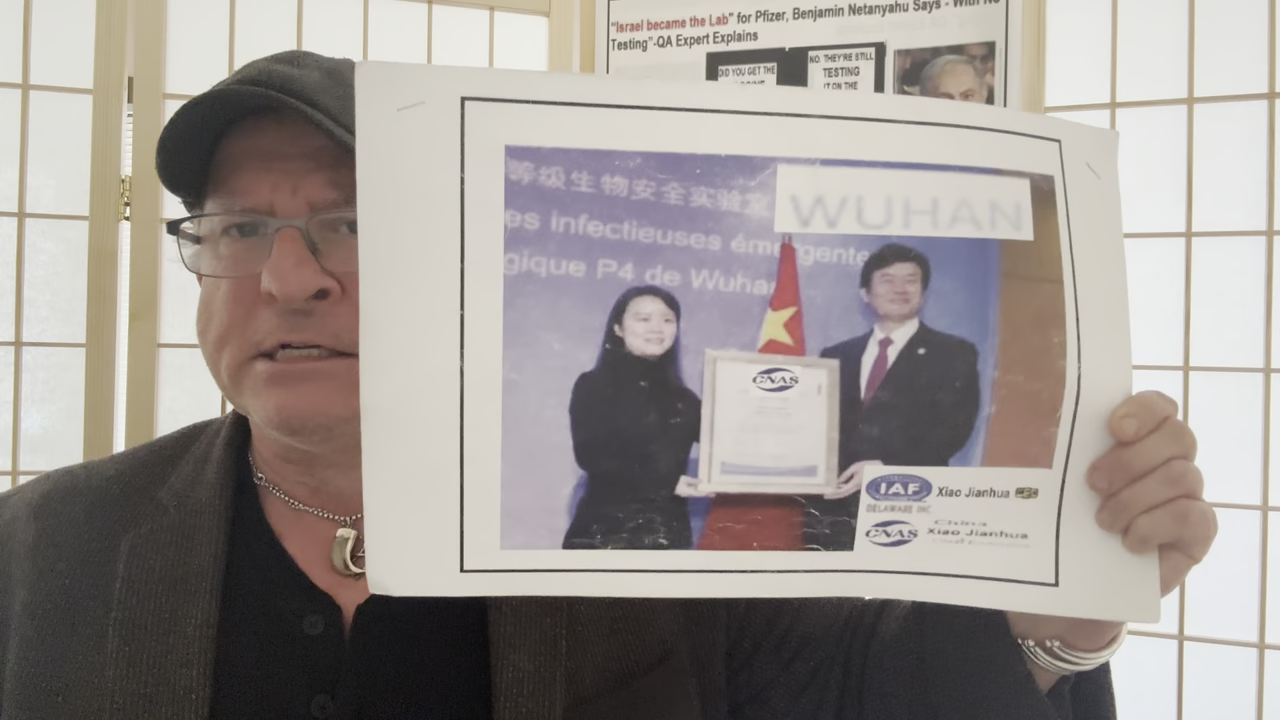 "Israel became the Lab" for Pfizer, Benjamin Netanyahu Says - With No
Testing"-QA Expert Explains
DID YOU GET THE
NO. THEY'RE STILL
TESTING
IT ON THE
WUHAN
等级生物安全实验室
es infectieuses émergente
gique P4 de Wuha
CNAS
IAF Xiao Jianhua
DELAWARE INC
CNAS China
Xiao Jianhua